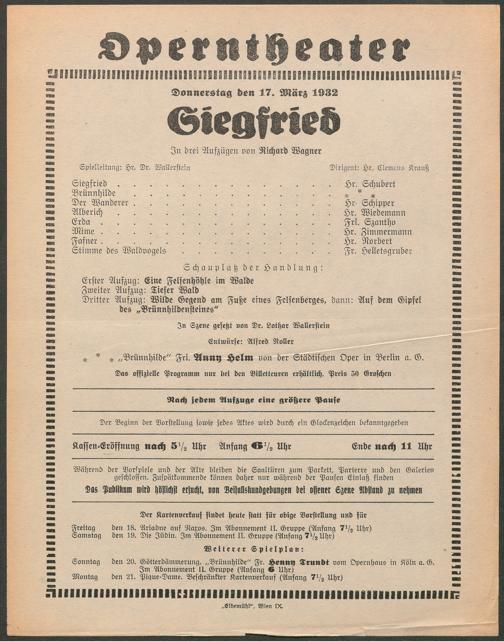 Operntheater
Donnerstag den 17. März 1932
Siegfried
In drei Aufzügen von Richard Wagner
Spielleitung: Hr. Dr. Wallerstein Dirigent: Hr. Clemens Krauß
Siegfried . . . . . . . . . . . . Hr. Schubert
Brünnhilde . . . . . . . . . . . . * * *
Der Wanderer . . . . . . . . . . . . Hr. Schipper
Alberich . . . . . . . . . . . . Hr. Wiedemann
Erda . . . . . . . . . . . . Frl. Szantho
Mime . . . . . . . . . . . . Hr. Zimmermann
Fafner . . . . . . . . . . . . Hr. Norbert
Stimme des Waldvogels . . . . . . . . . Fr. Helletsgruber
Schauplatz der Handlung:
Erster Aufzug: Eine Felsenhöhle im Walde
Zweiter Aufzug: Tiefer Wald
Dritter Aufzug: Wilde Gegend am Fuße eines Felsenberges, dann: Auf dem Gipfel
des „Brünnhildensteines"
In Szene gesetzt von Dr. Lothar Wallerstein
Entwürfe: Alfred Roller
* * * „Brünnhilde" Frl. Anny Helm von der Städtischen Oper in Berlin a. G.
Das offizielle Programm nur bei den Billetteuren erhältlich. Preis 50 Groschen
Nach jedem Aufzuge eine größere Pause
Der Beginn der Vorstellung sowie jedes Aktes wird durch ein Glockenzeichen bekanntgegeben
Kassen-Eröffnung nach 5½ Uhr Anfang 6½ Uhr Ende nach 11 Uhr
Während der Vorspiele und der Akte bleiben die Saaltüren zum Parkett, Parterre und den Galerien
geschlossen. Zuspätkommende können daher nur während der Pausen Einlaß finden
Das Publikum wird höflichst ersucht, von Beifallskundgebungen bei offener Szene Abstand zu nehmen
Der Kartenverkauf findet heute statt für obige Vorstellung und für
Freitag den 18. Ariadne auf Naxos. Im Abonnement II. Gruppe (Anfang 7½ Uhr)
Samstag den 19. Die Jüdin. Im Abonnement II. Gruppe (Anfang 7½ Uhr)
Weiterer Spielplan:
Sonntag den 20. Götterdämmerung. „Brünnhilde" Fr. Henny Trundt vom Opernhaus in Köln a. G.
Im Abonnement II. Gruppe (Anfang 6 Uhr)
Montag den 21. Pique-Dame. Beschränkter Kartenverkauf (Anfang 7½ Uhr)
„Elbemühl", Wien IX.